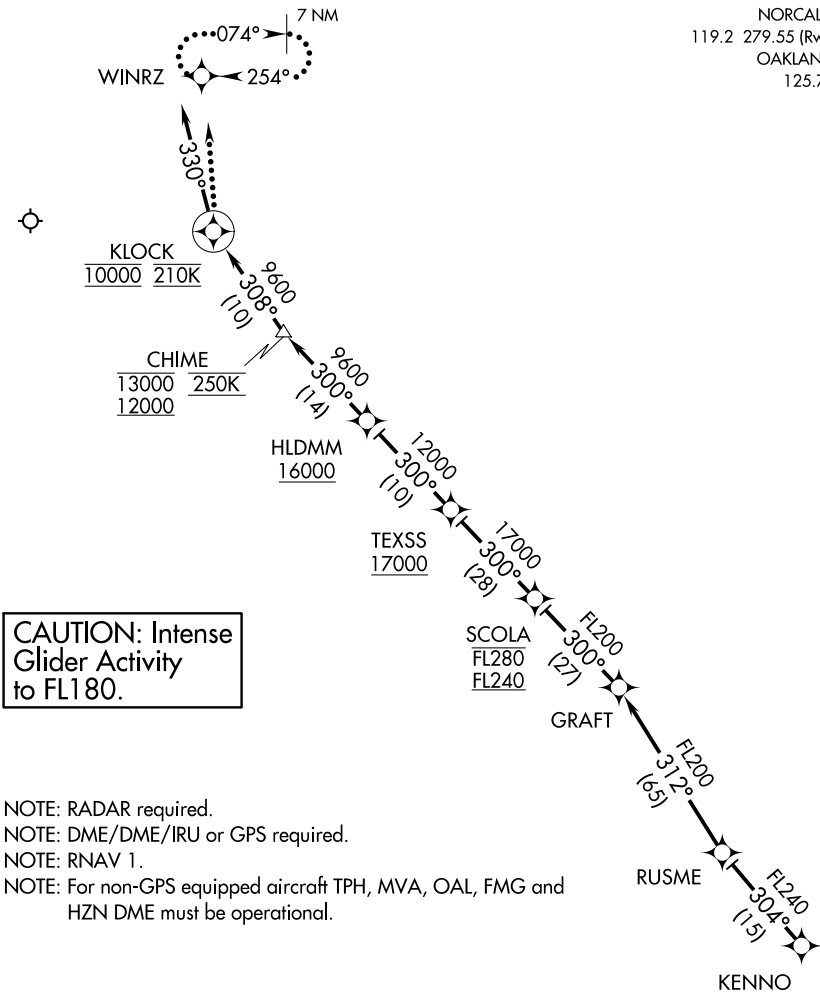 7 NM
074°
254°
WINRZ
NORCAL
119.2 279.55 (Rw
OAKLAN
125.7
330°
KLOCK
10000 210K
9600
308°
(10)
CHIME
13000 250K
12000
9600
300°
(14)
HLDMM
16000
12000
300°
(10)
TEXSS
17000
17000
300°
(28)
SCOLA
FL280
FL240
FL200
300°
(27)
GRAFT
CAUTION: Intense
Glider Activity
to FL180.
FL200
312°
(65)
RUSME
FL240
304°
(15)
KENNO
NOTE: RADAR required.
NOTE: DME/DME/IRU or GPS required.
NOTE: RNAV 1.
NOTE: For non-GPS equipped aircraft TPH, MVA, OAL, FMG and
HZN DME must be operational.